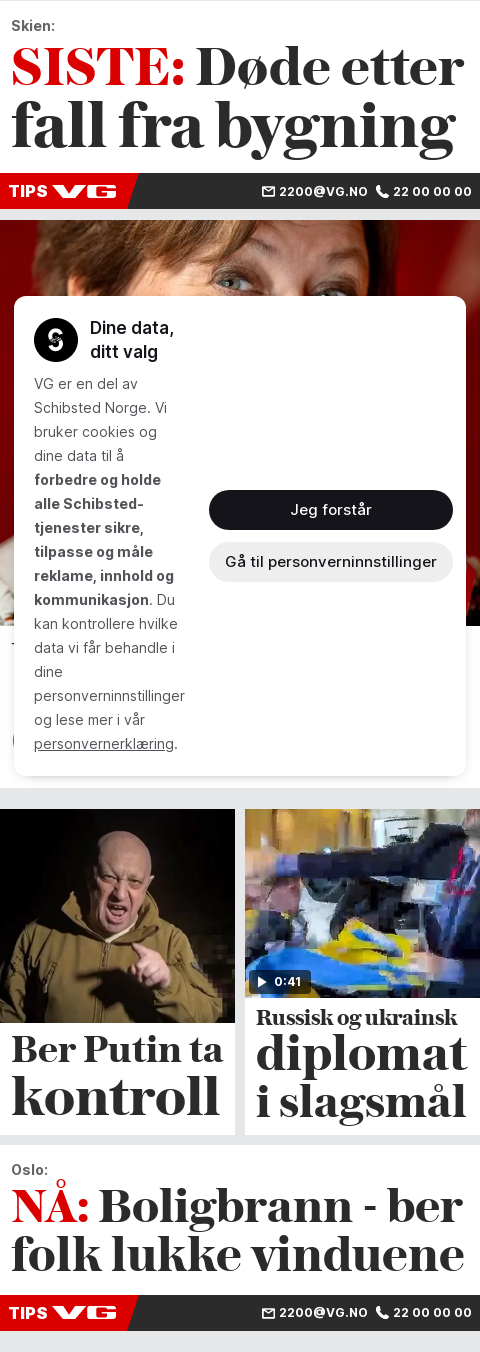 Skien:
SISTE: Døde etter
fall fra bygning
TIPS VG 2200@VG.NO 22 00 00 00
Dine data,
ditt valg
VG er en del av
Schibsted Norge. Vi
bruker cookies og
dine data til å
forbedre og holde
alle Schibsted-
tjenester sikre,
tilpasse og måle
reklame, innhold og
kommunikasjon. Du
kan kontrollere hvilke
data vi får behandle i
dine
personverninnstillinger
og lese mer i vår
personvernerklæring.
Jeg forstår
Gå til personverninnstillinger
Ber Putin ta
kontroll
0:41
Russisk og ukrainsk
diplomat
i slagsmål
Oslo:
NÅ: Boligbrann - ber
folk lukke vinduene
TIPS VG 2200@VG.NO 22 00 00 00